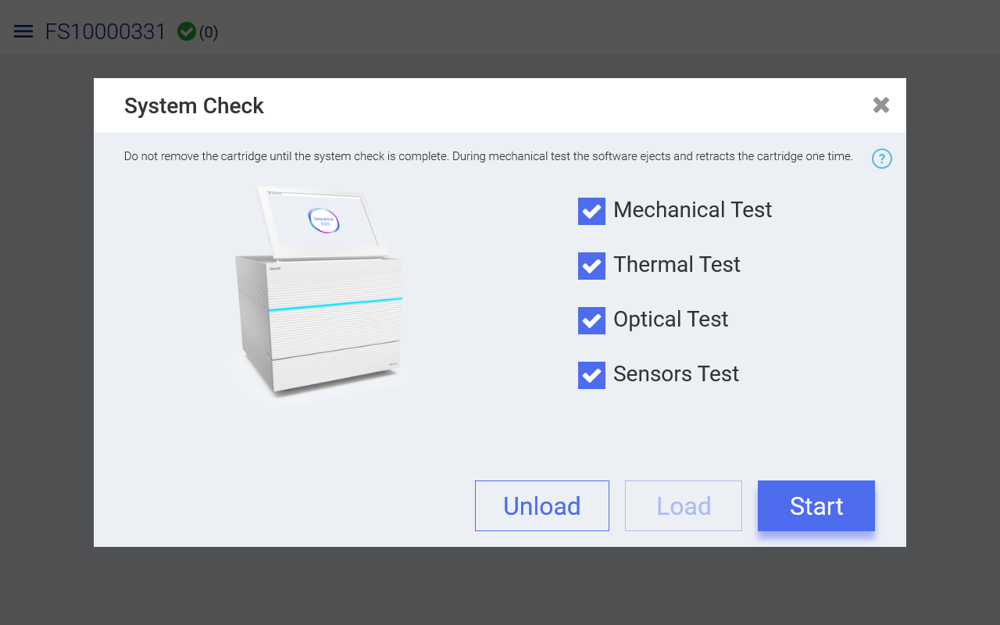 FS10000331 (0)
System Check
Do not remove the cartridge until the system check is complete. During mechanical test the software ejects and retracts the cartridge one time.
?
Sequence
Mechanical Test
Thermal Test
Optical Test
Sensors Test
Unload
Load
Start